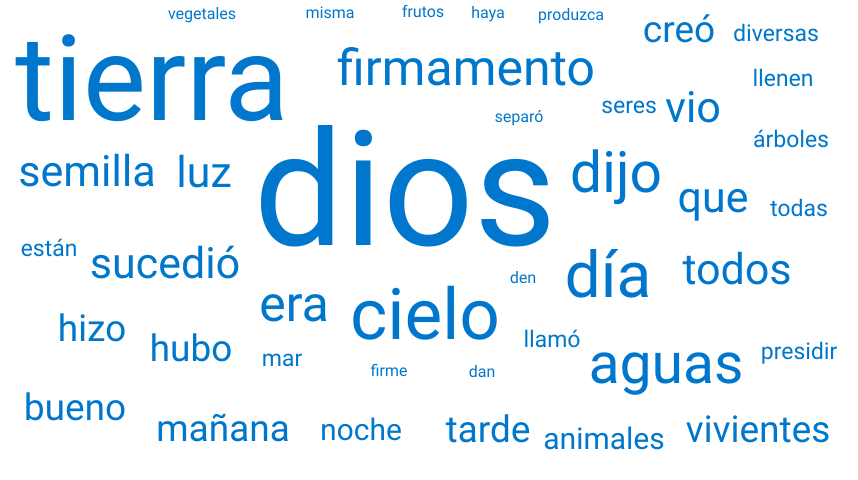 vegetales misma frutos haya produzca
creó diversas
tierra firmamento llenen
separó seres vio
árboles
semilla luz dios dijo que todas
están sucedió den día todos
era cielo
hizo hubo mar llamó aguas presidir
firme dan
bueno mañana noche tarde animales vivientes